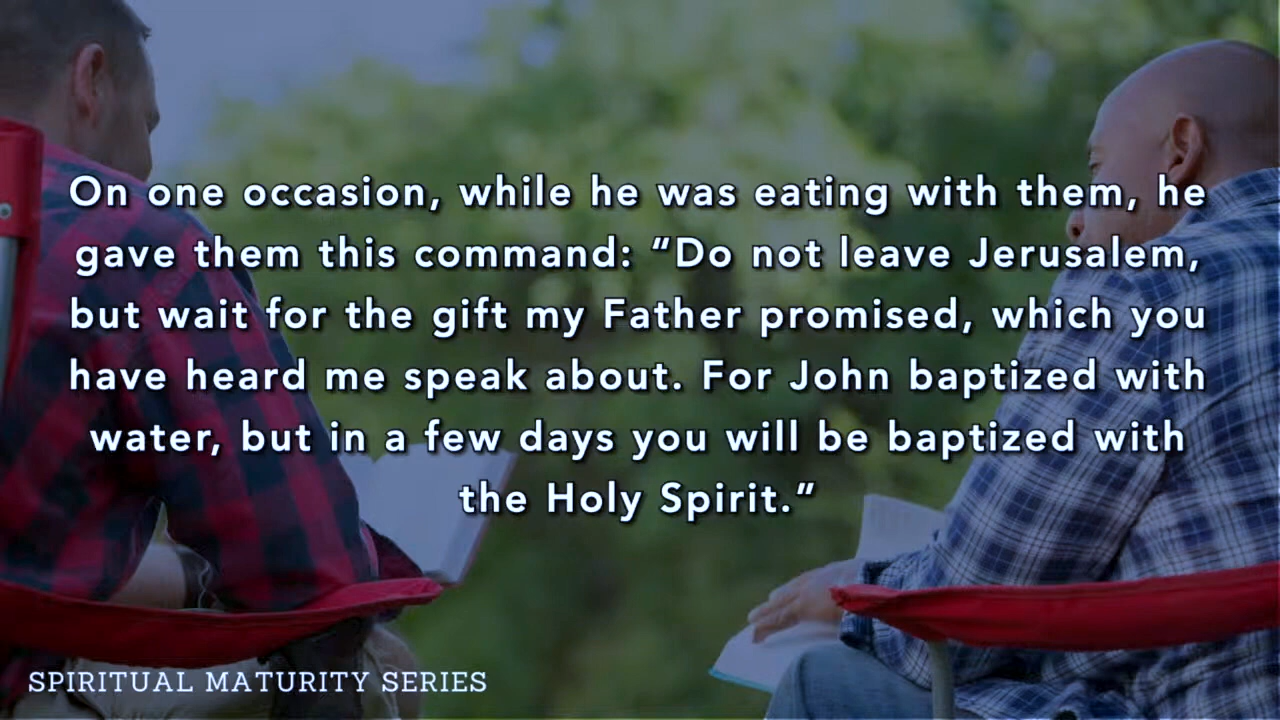 On one occasion, while he was eating with them, he
gave them this command: “Do not leave Jerusalem,
but wait for the gift my Father promised, which you
have heard me speak about. For John baptized with
water, but in a few days you will be baptized with
the Holy Spirit.”
SPIRITUAL MATURITY SERIES